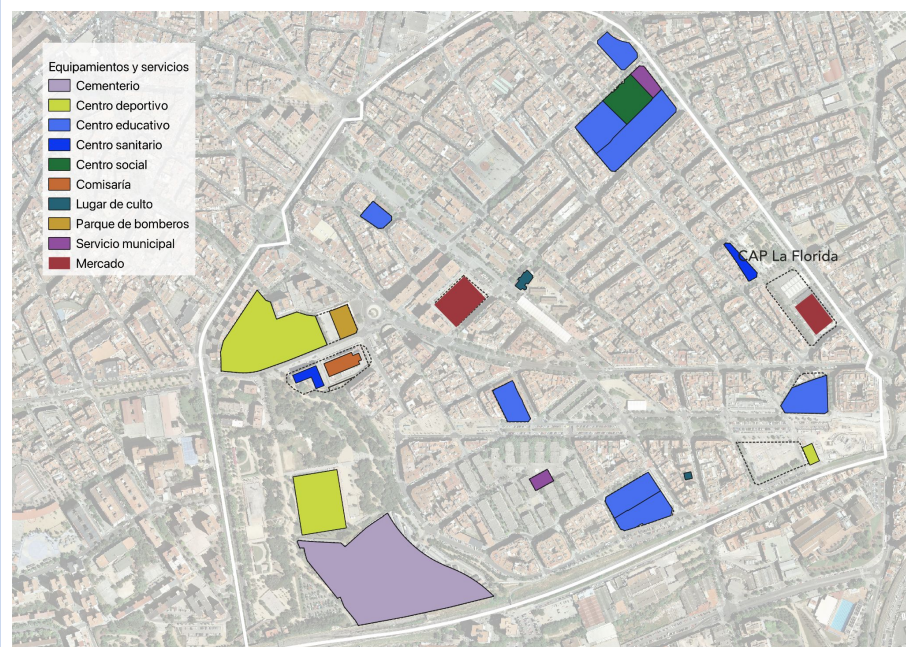 Equipamientos y servicios
Cementerio
Centro deportivo
Centro educativo
Centro sanitario
Centro social
Comisaría
Lugar de culto
Parque de bomberos
Servicio municipal
Mercado
CAP La Florida